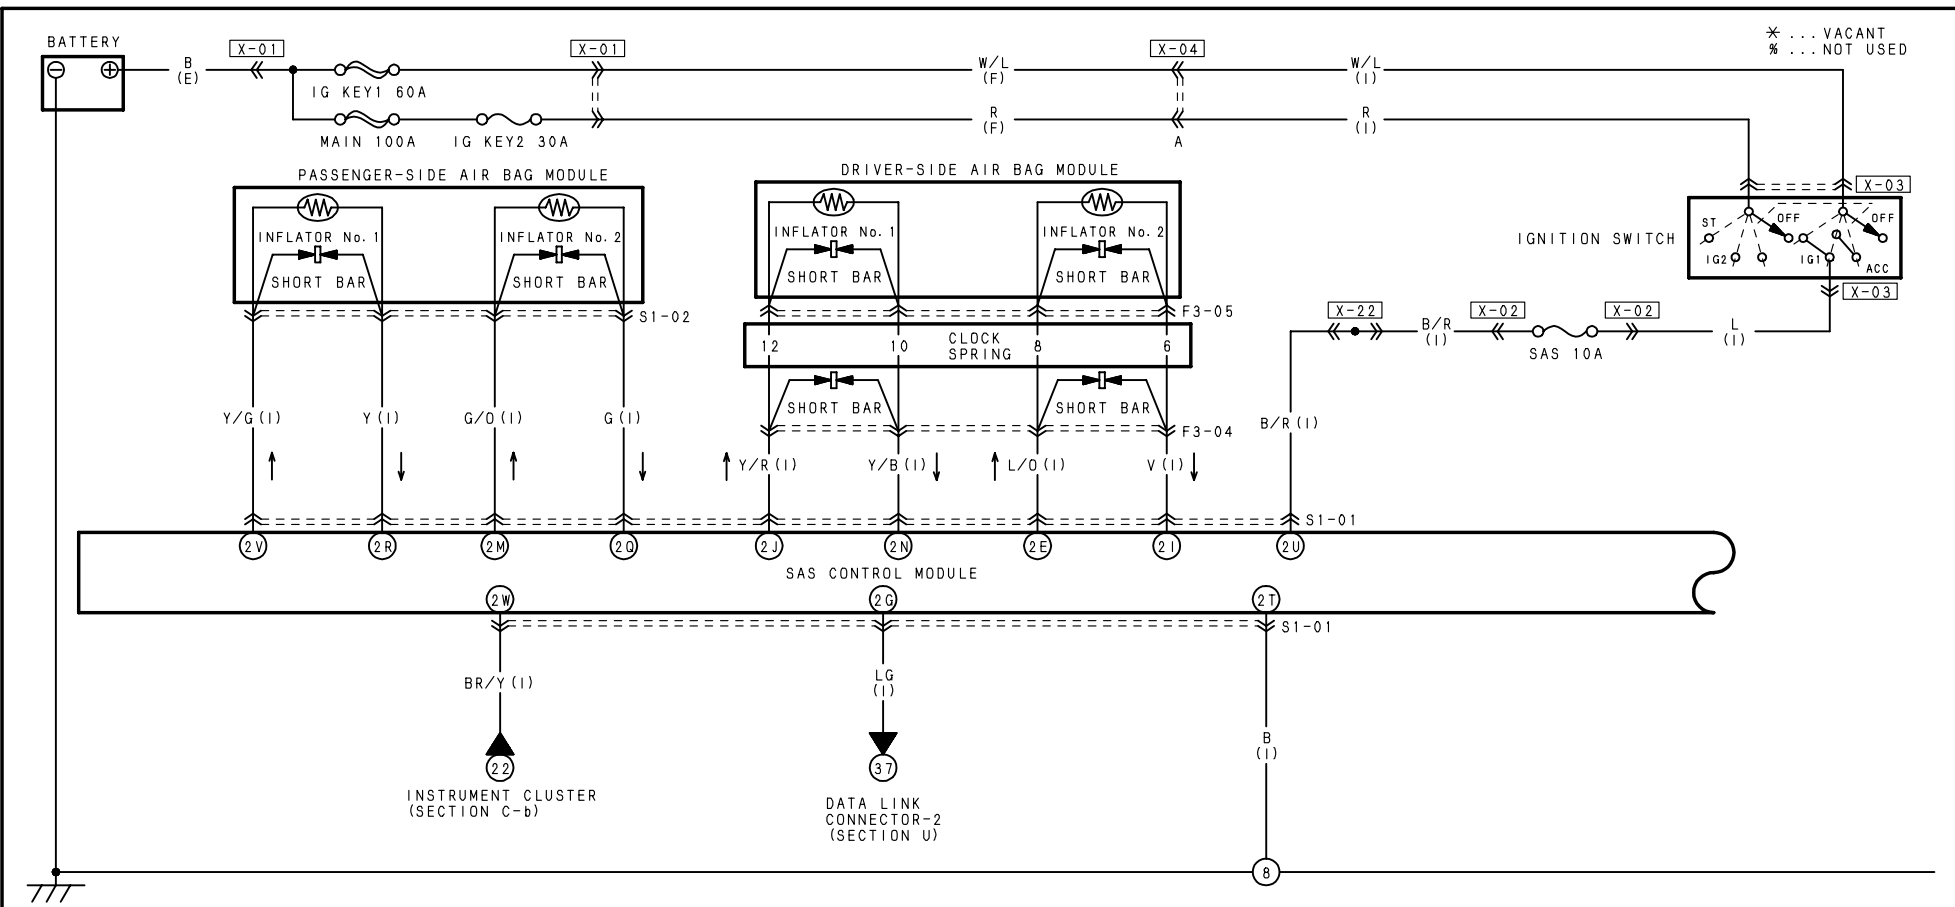 BATTERY
B
(E)
X-01
IG KEY1 60A
X-01
MAIN 100A
IG KEY2 30A
W/L
(F)
R
(F)
X-04
A
W/L
(I)
R
(I)
* ... VACANT
% ... NOT USED
PASSENGER-SIDE AIR BAG MODULE
INFLATOR No. 1
SHORT BAR
INFLATOR No. 2
SHORT BAR
S1-02
DRIVER-SIDE AIR BAG MODULE
INFLATOR No. 1
SHORT BAR
INFLATOR No. 2
SHORT BAR
F3-05
12
10
CLOCK
SPRING
8
6
SHORT BAR
SHORT BAR
F3-04
X-03
IGNITION SWITCH
ST
OFF
IG2
OFF
IG1
ACC
X-03
X-22
B/R
(I)
X-02
SAS 10A
X-02
L
(I)
Y/G(I)
Y(I)
G/O(I)
G(I)
Y/R(I)
Y/B(I)
L/O(I)
V(I)
B/R(I)
S1-01
2V
2R
2M
2Q
2J
2N
2E
2I
2U
SAS CONTROL MODULE
2W
2G
2T
S1-01
BR/Y(I)
LG
(I)
B
(I)
22
INSTRUMENT CLUSTER
(SECTION C-b)
37
DATA LINK
CONNECTOR-2
(SECTION U)
8